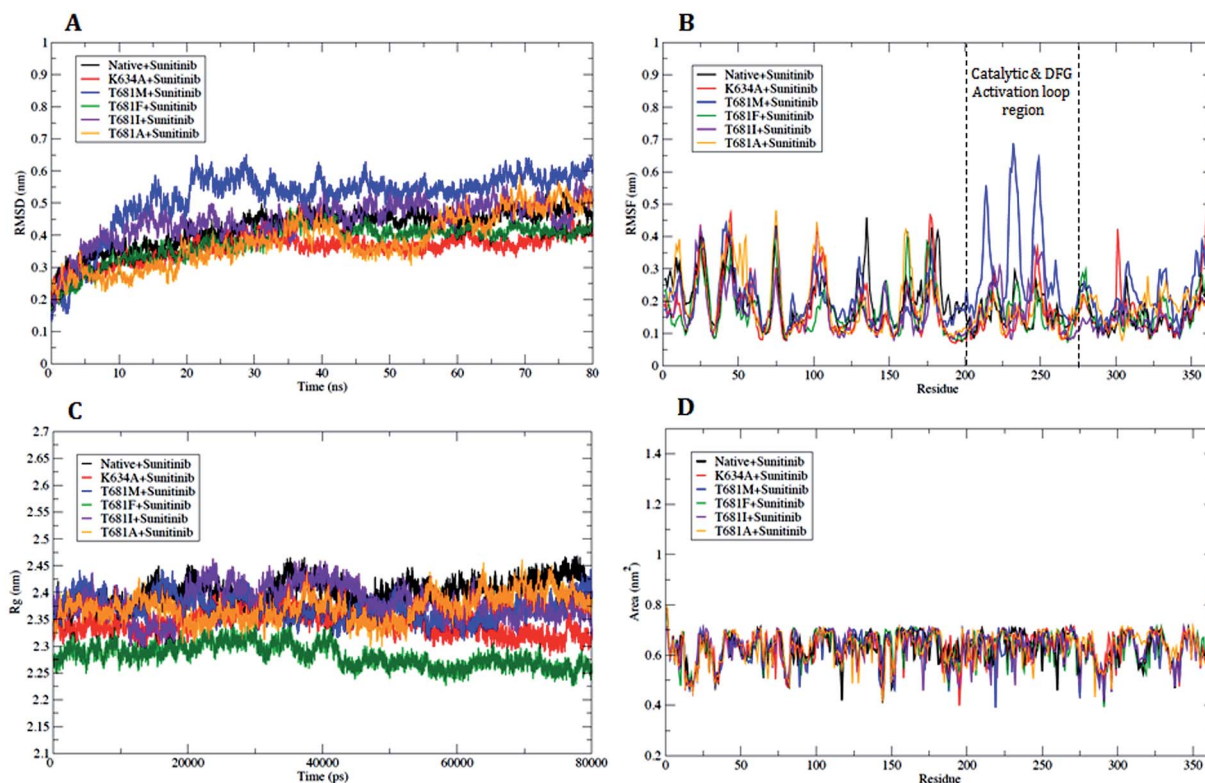 A
RMSD (nm)
1
0.9
0.8
0.7
0.6
0.5
0.4
0.3
0.2
0.1
0
Native+Sunitinib
K634A+Sunitinib
T681M+Sunitinib
T681F+Sunitinib
T681I+Sunitinib
T681A+Sunitinib
0 10 20 30 40 50 60 70 80
Time (ns)
B
RMSF (nm)
1
0.9
0.8
0.7
0.6
0.5
0.4
0.3
0.2
0.1
0
Native+Sunitinib
K634A+Sunitinib
T681M+Sunitinib
T681F+Sunitinib
T681I+Sunitinib
T681A+Sunitinib
Catalytic & DFG
Activation loop
region
0 50 100 150 200 250 300 350
Residue
C
Rg (nm)
2.7
2.65
2.6
2.55
2.5
2.45
2.4
2.35
2.3
2.25
2.2
2.15
2.1
Native+Sunitinib
K634A+Sunitinib
T681M+Sunitinib
T681F+Sunitinib
T681I+Sunitinib
T681A+Sunitinib
0 20000 40000 60000 80000
Time (ps)
D
Area (nm²)
1.4
1.2
1
0.8
0.6
0.4
0.2
Native+Sunitinib
K634A+Sunitinib
T681M+Sunitinib
T681F+Sunitinib
T681I+Sunitinib
T681A+Sunitinib
0 50 100 150 200 250 300 350
Residue